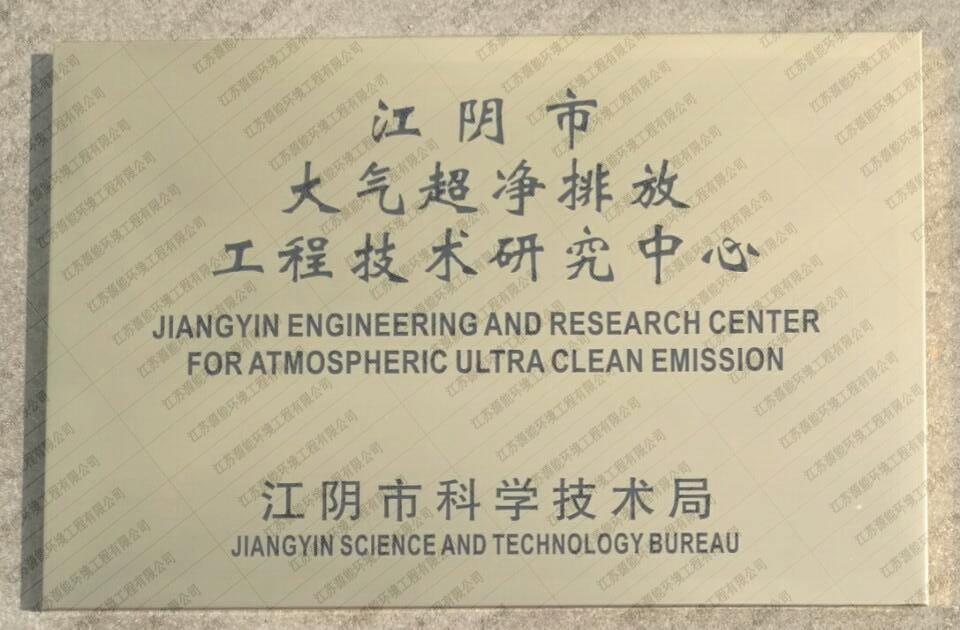 江阴市
大气超净排放
工程技术研究中心
JIANGYIN ENGINEERING AND RESEARCH CENTER
FOR ATMOSPHERIC ULTRA CLEAN EMISSION
江阴市科学技术局
JIANGYIN SCIENCE AND TECHNOLOGY BUREAU